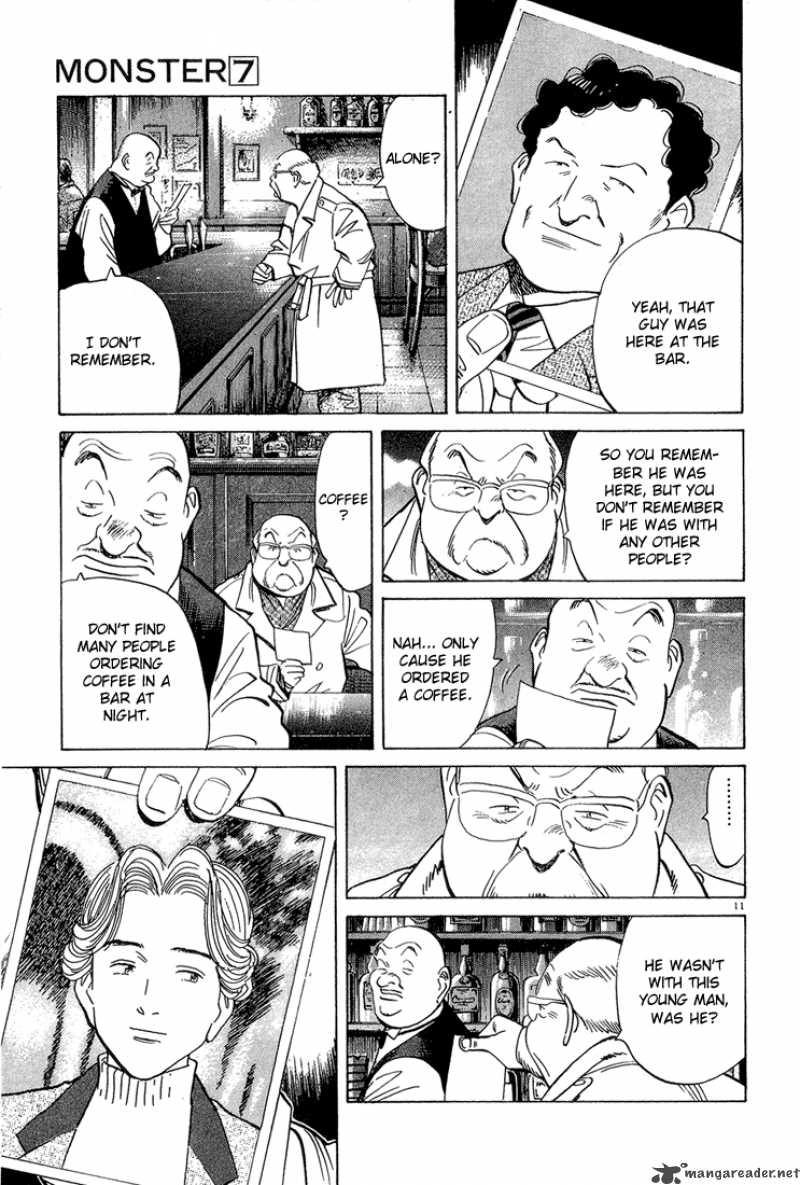 MONSTER 7
YEAH, THAT
GUY WAS
HERE AT THE
BAR.
ALONE?
I DON'T
REMEMBER.
SO YOU REMEM-
BER HE WAS
HERE, BUT YOU
DON'T REMEMBER
IF HE WAS WITH
ANY OTHER
PEOPLE?
NAH... ONLY
CAUSE HE
ORDERED
A COFFEE.
COFFEE
?
DON'T FIND
MANY PEOPLE
ORDERING
COFFEE IN A
BAR AT
NIGHT.
........
11
HE WASN'T
WITH THIS
YOUNG MAN,
WAS HE?
mangareader.net